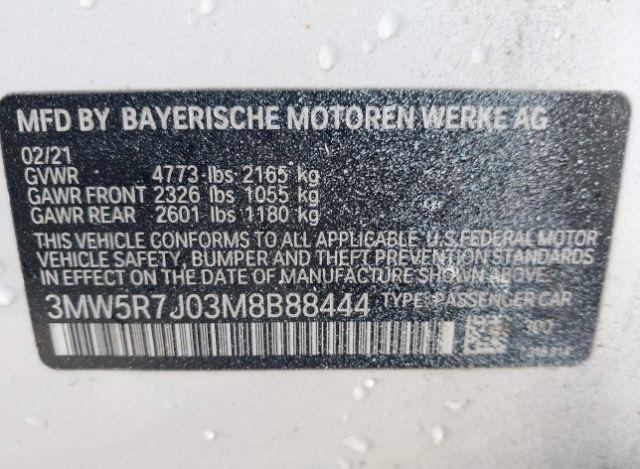 MFD BY BAYERISCHE MOTOREN WERKE AG
02/21
GVWR 4773 lbs 2165 kg
GAWR FRONT 2326 lbs 1055 kg
GAWR REAR 2601 lbs 1180 kg
THIS VEHICLE CONFORMS TO ALL APPLICABLE U.S.FEDERAL MOTOR
VEHICLE SAFETY, BUMPER AND THEFT PREVENTION STANDARDS
IN EFFECT ON THE DATE OF MANUFACTURE SHOWN ABOVE.
3MW5R7J03M8B88444 TYPE: PASSENGER CAR
300